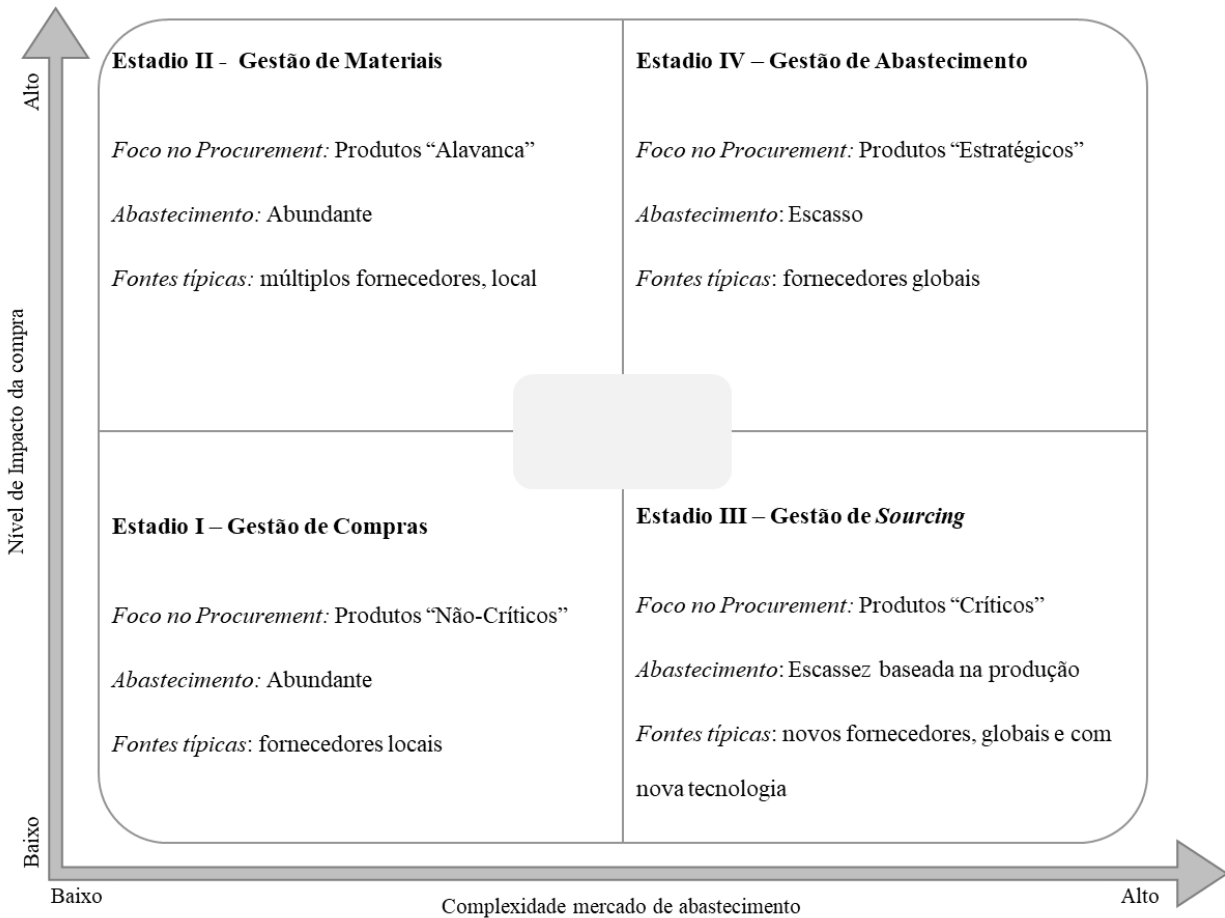 Alto
Nível de Impacto da compra
Baixo
Estadio II - Gestão de Materiais
Foco no Procurement: Produtos “Alavanca”
Abastecimento: Abundante
Fontes típicas: múltiplos fornecedores, local
Estadio IV – Gestão de Abastecimento
Foco no Procurement: Produtos “Estratégicos”
Abastecimento: Escasso
Fontes típicas: fornecedores globais
Estadio I – Gestão de Compras
Foco no Procurement: Produtos “Não-Críticos”
Abastecimento: Abundante
Fontes típicas: fornecedores locais
Estadio III – Gestão de Sourcing
Foco no Procurement: Produtos “Críticos”
Abastecimento: Escassez baseada na produção
Fontes típicas: novos fornecedores, globais e com
nova tecnologia
Baixo
Complexidade mercado de abastecimento
Alto